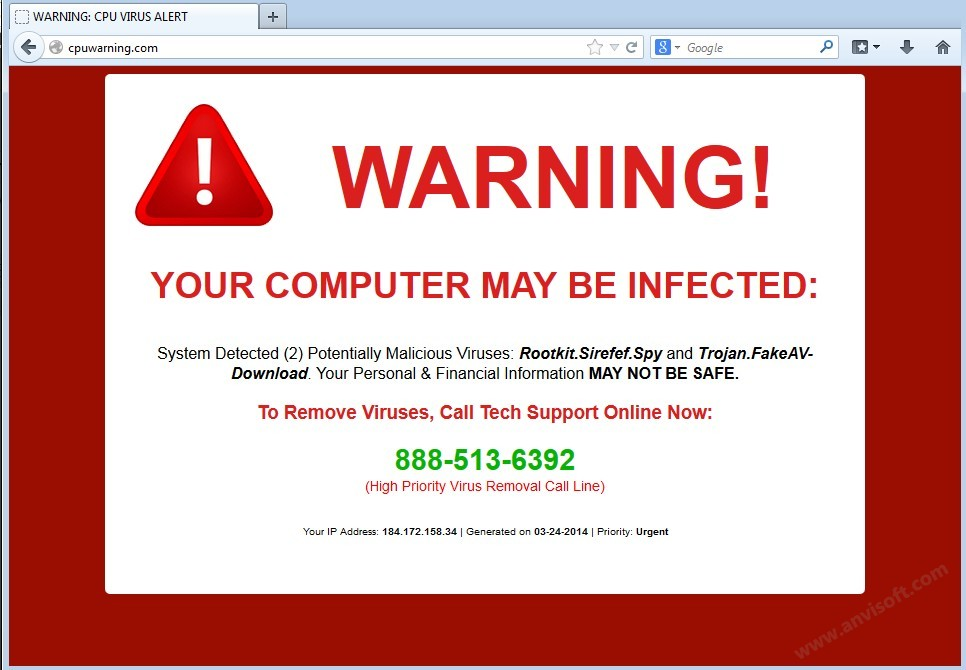 WARNING: CPU VIRUS ALERT
cpuwarning.com
8
Google
WARNING!
YOUR COMPUTER MAY BE INFECTED:
System Detected (2) Potentially Malicious Viruses: Rootkit.Sirefef.Spy and Trojan.FakeAV-
Download. Your Personal & Financial Information MAY NOT BE SAFE.
To Remove Viruses, Call Tech Support Online Now:
888-513-6392
(High Priority Virus Removal Call Line)
Your IP Address: 184.172.158.34 | Generated on 03-24-2014 | Priority: Urgent
www.anvisoft.com